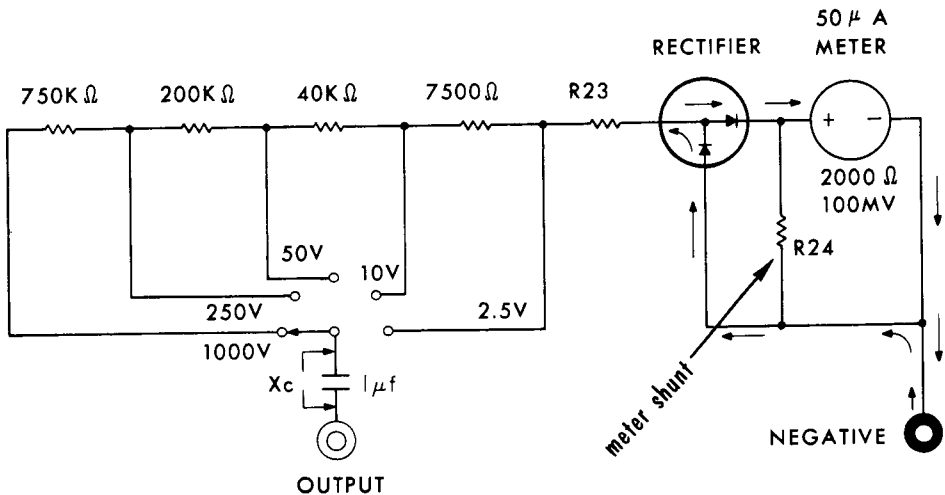 50 μ A
METER
RECTIFIER
750K Ω
200K Ω
40K Ω
7500 Ω
R23
+
−
2000 Ω
100MV
R24
50V
10V
250V
2.5V
1000V
Xc
1μf
meter shunt
NEGATIVE
OUTPUT